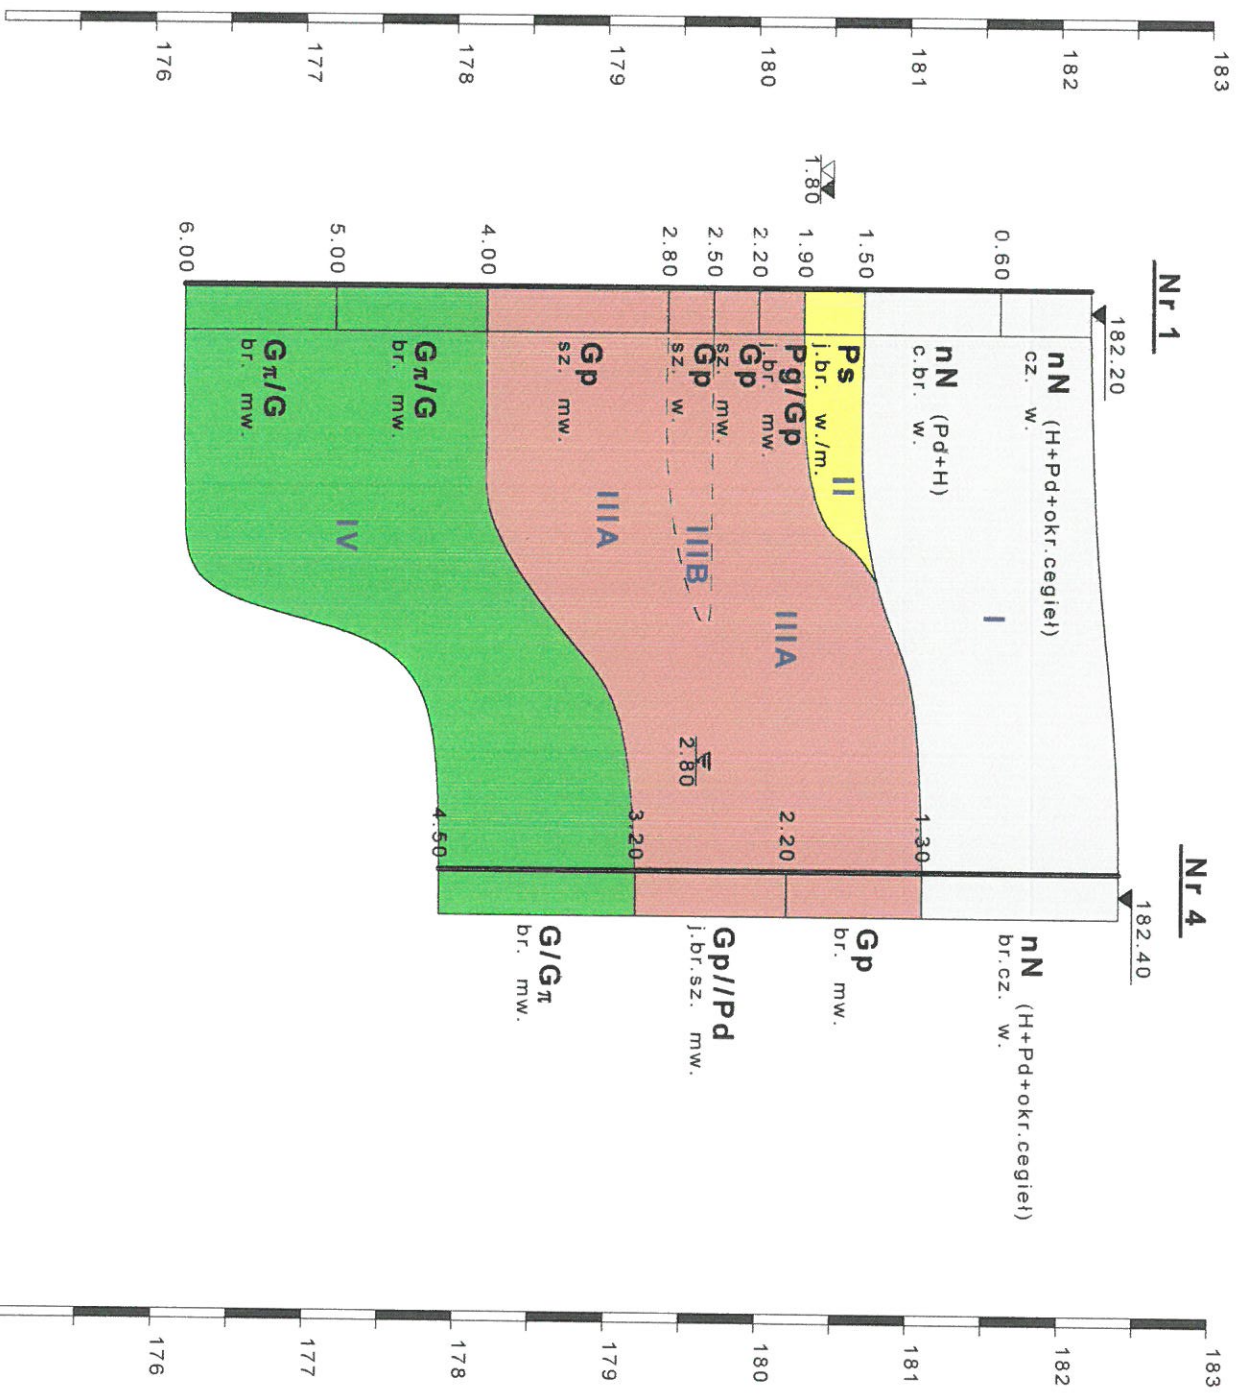 183
182
181
180
179
178
177
176
Nr 1
182.20
0.60
1.50
1.90
2.20
2.50
2.80
4.00
5.00
6.00
1.80
nN (H+Pd+okr.cegieł)
cz. w.
nN (Pd+H)
c.br. w.
Ps
j.br. w./m.
Pg/Gp
j.br. mw.
Gp
sz. mw.
Gp
sz. w.
Gp
sz. mw.
Gπ/G
br. mw.
Gπ/G
br. mw.
I
II
IIIA
IIIB
IIIA
IV
2.80
Nr 4
182.40
1.30
2.20
3.20
4.50
nN (H+Pd+okr.cegieł)
br.cz. w.
Gp
br. mw.
Gp//Pd
j.br.sz. mw.
G/Gπ
br. mw.
183
182
181
180
179
178
177
176